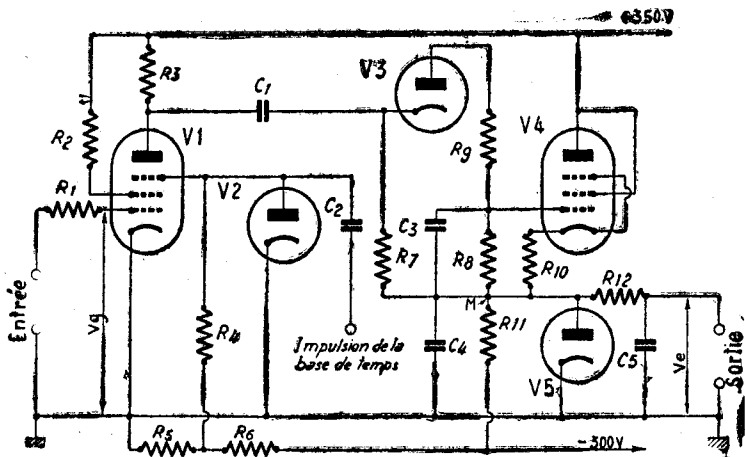 +350V
R3
C1
V3
R2
V1
V2
R9
V4
R1
C2
C3
Entrée
Vg
R4
R7
R8
R10
R12
M
Impulsion de la
base de temps
C4
R11
V5
C5
Ve
Sortie
R5
R6
-300V